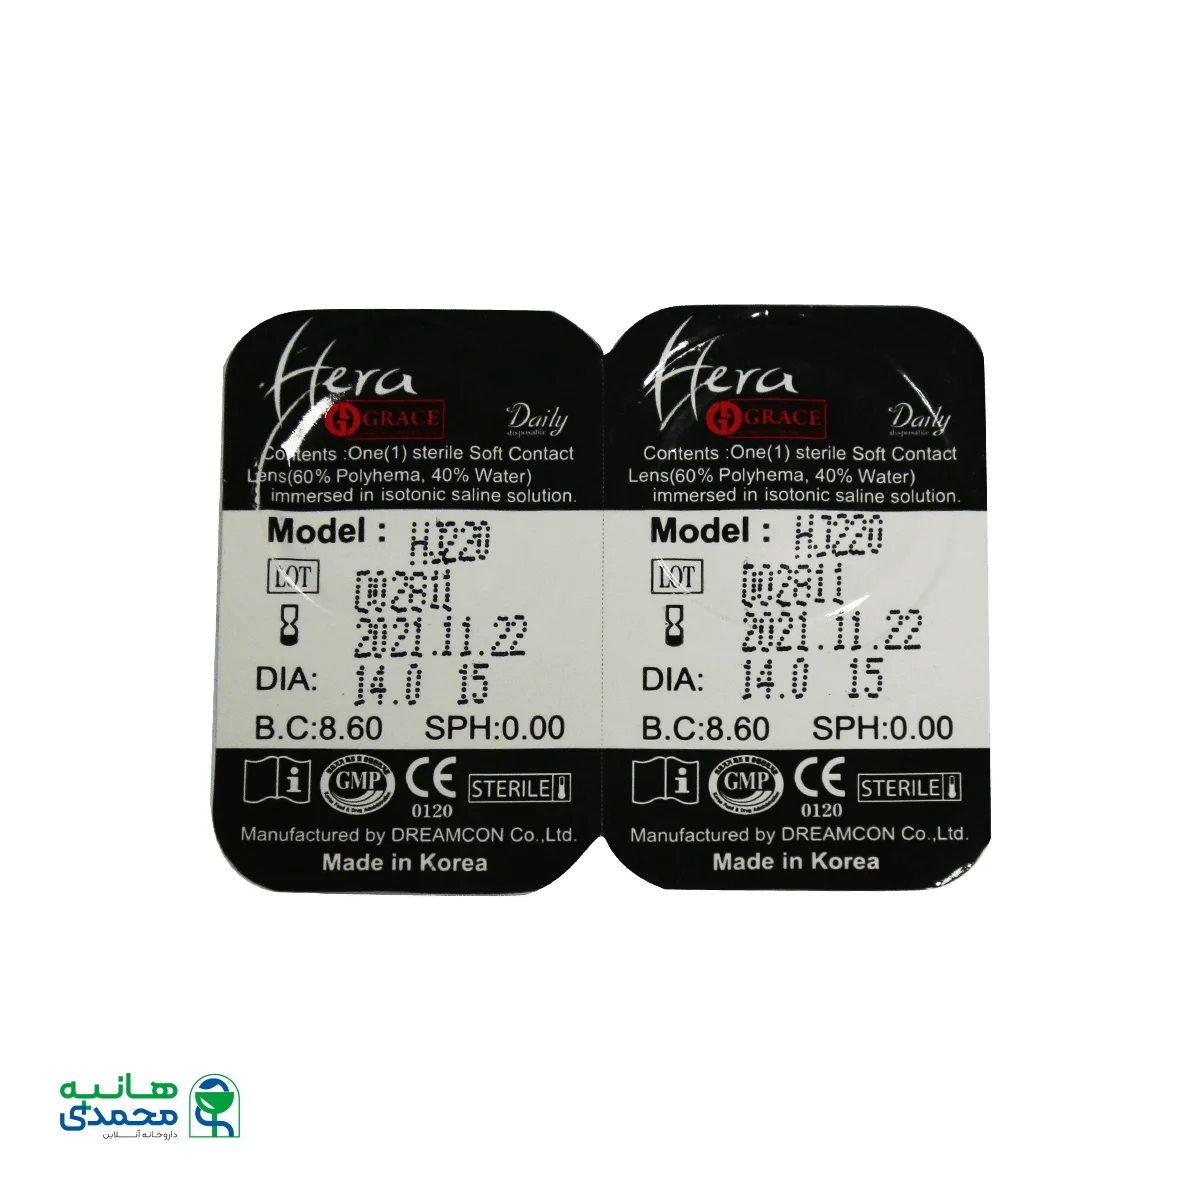 Hera
GRACE
Daily
disposable
Contents :One(1) sterile Soft Contact
Lens(60% Polyhema, 40% Water)
immersed in isotonic saline solution.
Model : HJ220
LOT 002811
2021.11.22
DIA: 14.0 15
B.C:8.60 SPH:0.00
GMP
CE
0120
STERILE
Manufactured by DREAMCON Co.,Ltd.
Made in Korea
Hera
GRACE
Daily
disposable
Contents :One(1) sterile Soft Contact
Lens(60% Polyhema, 40% Water)
immersed in isotonic saline solution.
Model : HJ220
LOT 002811
2021.11.22
DIA: 14.0 15
B.C:8.60 SPH:0.00
GMP
CE
0120
STERILE
Manufactured by DREAMCON Co.,Ltd.
Made in Korea
هانیه
محمدی
داروخانه آنلاین